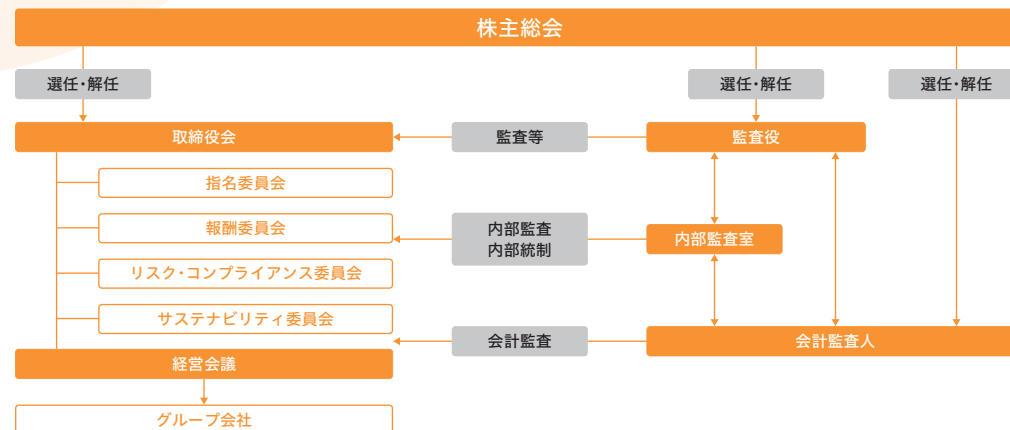 株主総会
選任・解任
選任・解任
選任・解任
取締役会
監査等
監査役
指名委員会
報酬委員会
内部監査
内部統制
内部監査室
リスク・コンプライアンス委員会
サステナビリティ委員会
会計監査
会計監査人
経営会議
グループ会社